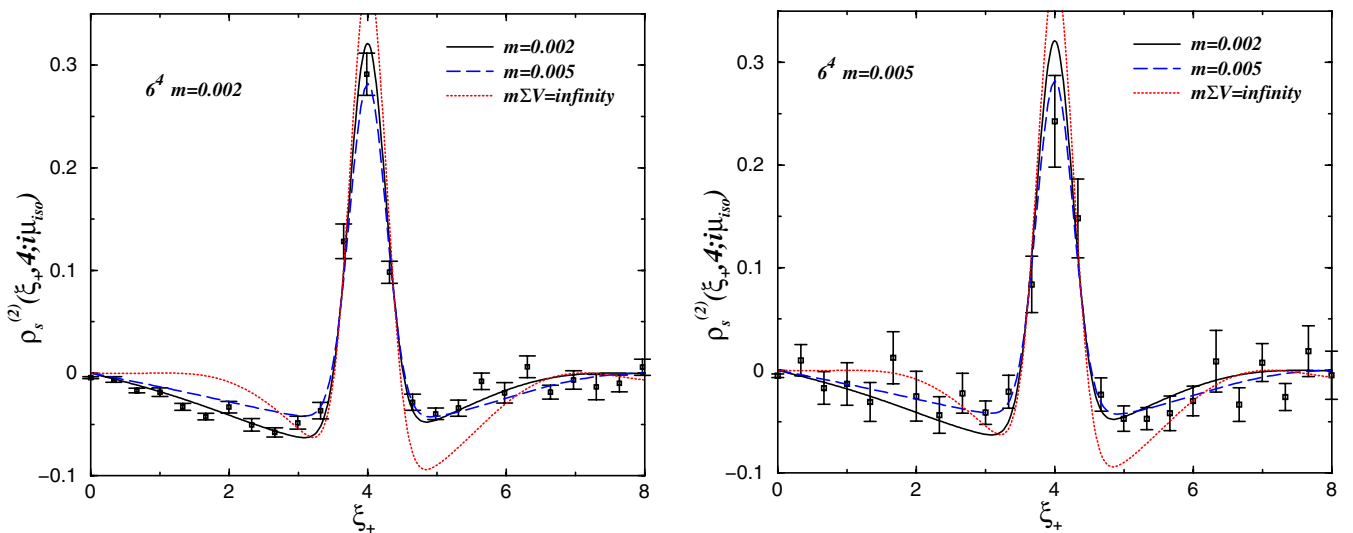 6⁴ m=0.002
m=0.002
m=0.005
mΣV=infinity
0.3
0.2
0.1
0
−0.1
0 2 4 6 8
ρₛ⁽²⁾(ξ₊,4;iμᵢₛₒ)
ξ₊
6⁴ m=0.005
m=0.002
m=0.005
mΣV=infinity
0.3
0.2
0.1
0
−0.1
0 2 4 6 8
ρₛ⁽²⁾(ξ₊,4;iμᵢₛₒ)
ξ₊